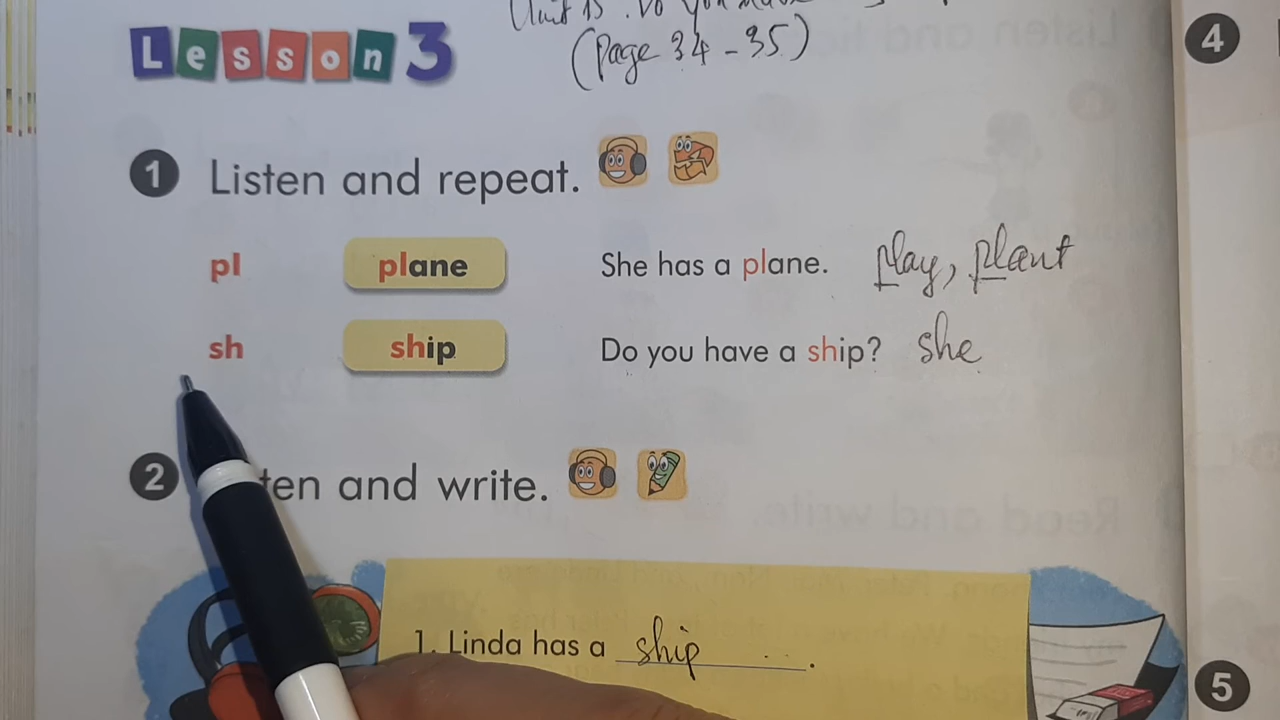 Lesson 3
(Page 34 - 35)
1 Listen and repeat.
pl plane She has a plane. play, plant
sh ship Do you have a ship? she
2 ten and write.
1. Linda has a ship.
4
5